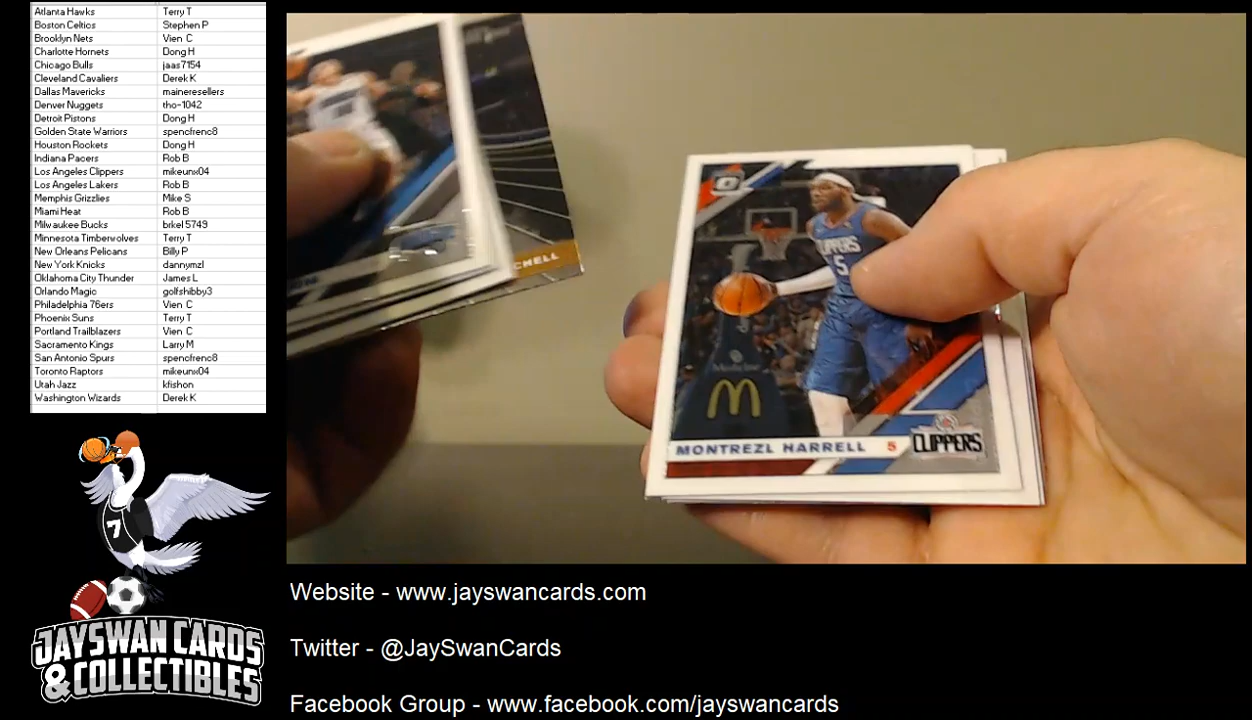 Atlanta Hawks Terry T
Boston Celtics Stephen P
Brooklyn Nets Vien C
Charlotte Hornets Dong H
Chicago Bulls jaas7154
Cleveland Cavaliers Derek K
Dallas Mavericks maineresellers
Denver Nuggets tho-1042
Detroit Pistons Dong H
Golden State Warriors spencfrenc8
Houston Rockets Dong H
Indiana Pacers Rob B
Los Angeles Clippers mikeunx04
Los Angeles Lakers Rob B
Memphis Grizzlies Mike S
Miami Heat Rob B
Milwaukee Bucks brkel5749
Minnesota Timberwolves Terry T
New Orleans Pelicans Billy P
New York Knicks dannymzl
Oklahoma City Thunder James L
Orlando Magic golfshibby3
Philadelphia 76ers Vien C
Phoenix Suns Terry T
Portland Trailblazers Vien C
Sacramento Kings Larry M
San Antonio Spurs spencfrenc8
Toronto Raptors mikeunx04
Utah Jazz kfishon
Washington Wizards Derek K
7
JAYSWAN CARDS
& COLLECTIBLES
CHELL
CLIPPERS
5
MONTREZL HARRELL 5 CLIPPERS
Website - www.jayswancards.com
Twitter - @JaySwanCards
Facebook Group - www.facebook.com/jayswancards